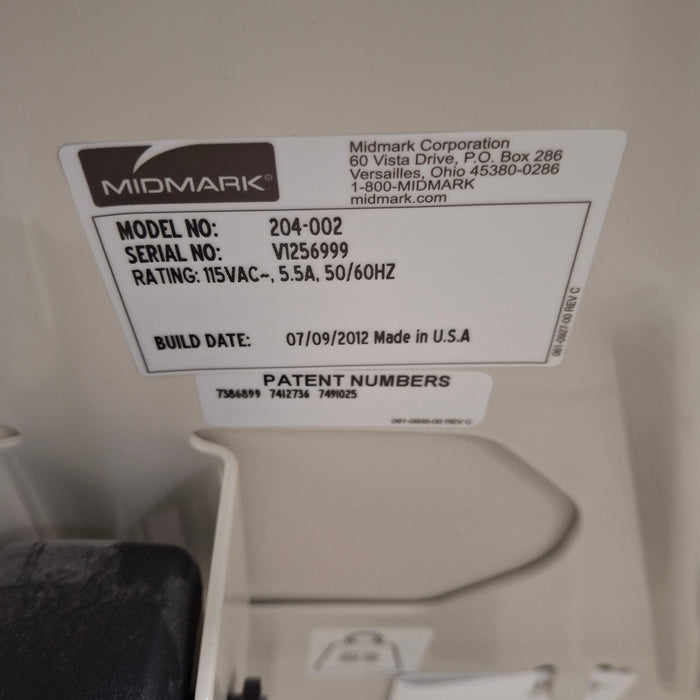 MIDMARK®
Midmark Corporation
60 Vista Drive, P.O. Box 286
Versailles, Ohio 45380-0286
1-800-MIDMARK
midmark.com
MODEL NO: 204-002
SERIAL NO: V1256999
RATING: 115VAC~, 5.5A, 50/60HZ
BUILD DATE: 07/09/2012 Made in U.S.A
061-0927-00 REV C
PATENT NUMBERS
7386899 7412736 7491025
061-0935-00 REV C